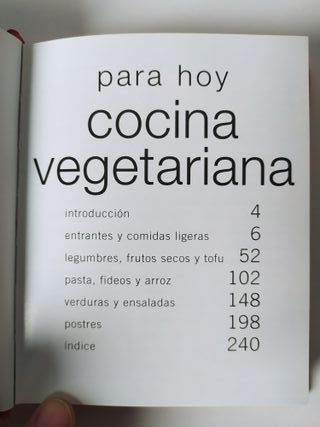 para hoy
cocina
vegetariana
introducción 4
entrantes y comidas ligeras 6
legumbres, frutos secos y tofu 52
pasta, fideos y arroz 102
verduras y ensaladas 148
postres 198
índice 240